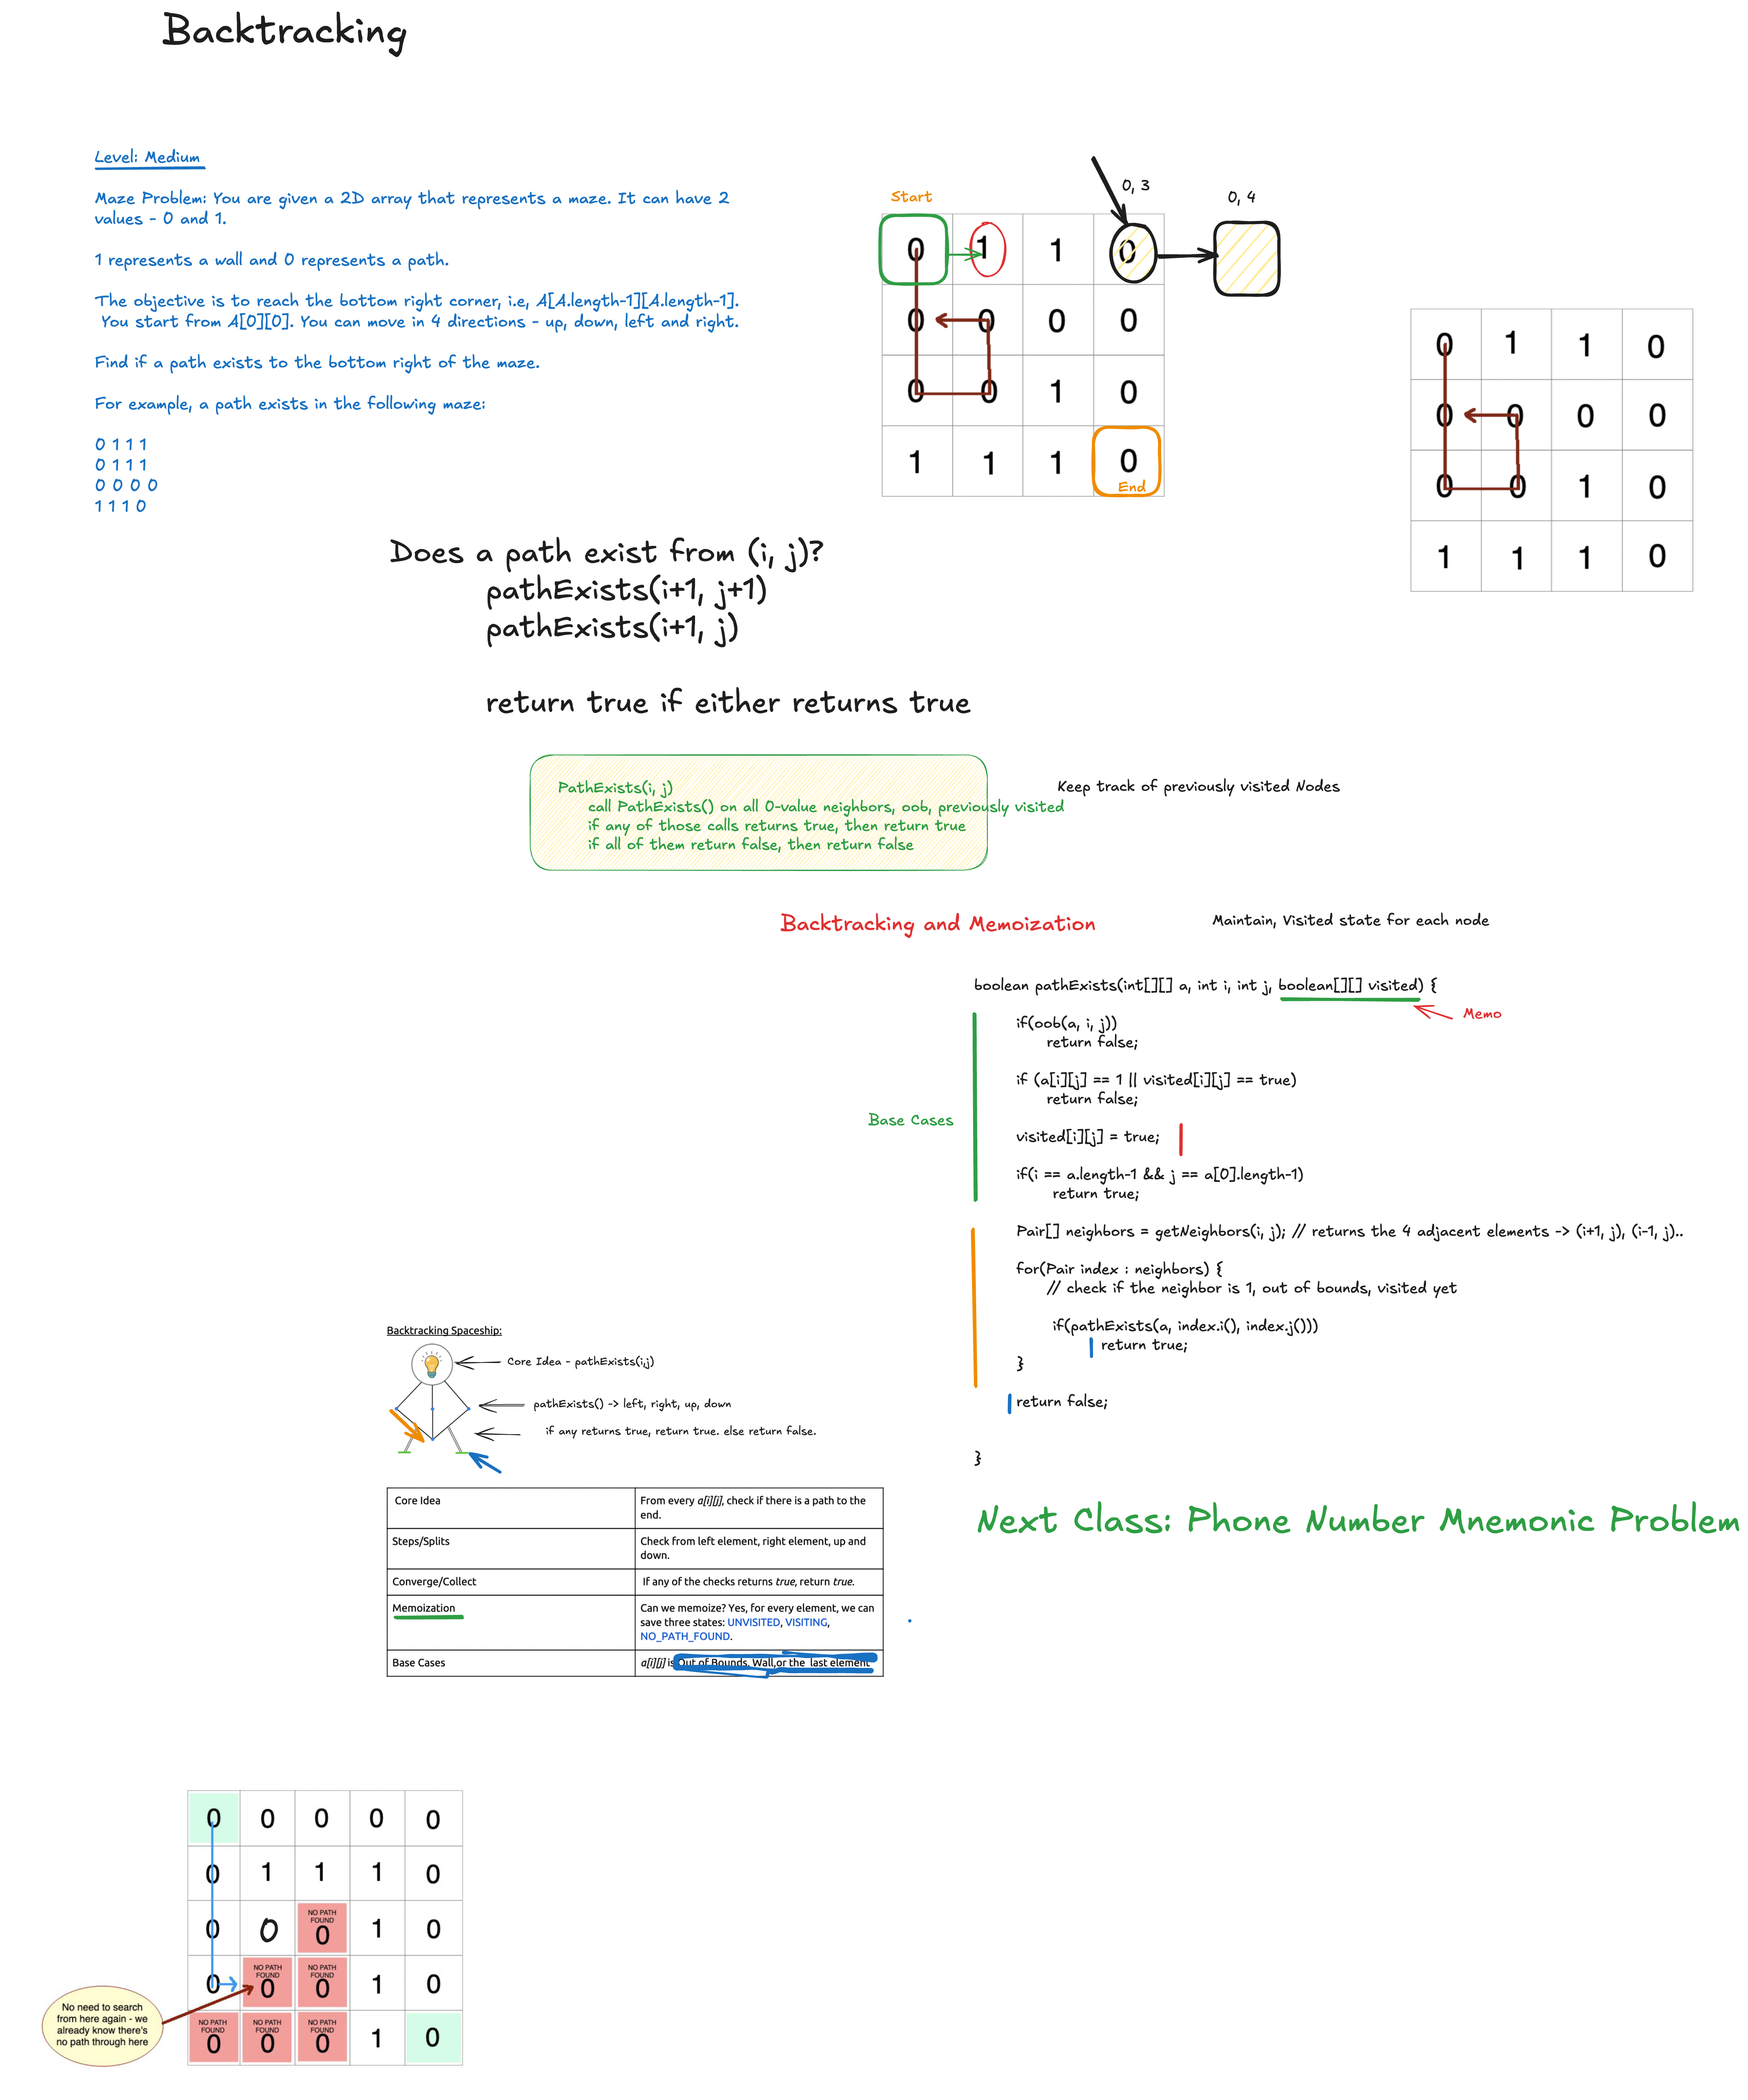 Backtracking
Level: Medium
Maze Problem: You are given a 2D array that represents a maze. It can have 2
values - 0 and 1.
1 represents a wall and 0 represents a path.
The objective is to reach the bottom right corner, i.e, A[A.length-1][A.length-1].
You start from A[0][0]. You can move in 4 directions - up, down, left and right.
Find if a path exists to the bottom right of the maze.
For example, a path exists in the following maze:
0 1 1 1
0 1 1 1
0 0 0 0
1 1 1 0
Start
0, 3
0, 4
0 1 1 0
0 0 0 0
0 0 1 0
1 1 1 0
End
0 1 1 0
0 0 0 0
0 0 1 0
1 1 1 0
Does a path exist from (i, j)?
pathExists(i+1, j+1)
pathExists(i+1, j)
return true if either returns true
PathExists(i, j)
call PathExists() on all 0-value neighbors, oob, previously visited
if any of those calls returns true, then return true
if all of them return false, then return false
Keep track of previously visited Nodes
Backtracking and Memoization
Maintain, Visited state for each node
boolean pathExists(int[][] a, int i, int j, boolean[][] visited) {
Memo
if(oob(a, i, j))
return false;
if (a[i][j] == 1 || visited[i][j] == true)
return false;
Base Cases
visited[i][j] = true;
if(i == a.length-1 && j == a[0].length-1)
return true;
Pair[] neighbors = getNeighbors(i, j); // returns the 4 adjacent elements -> (i+1, j), (i-1, j)..
for(Pair index : neighbors) {
// check if the neighbor is 1, out of bounds, visited yet
if(pathExists(a, index.i(), index.j()))
return true;
}
return false;
}
Backtracking Spaceship:
Core Idea - pathExists(i,j)
pathExists() -> left, right, up, down
if any returns true, return true. else return false.
Core Idea
From every a[i][j], check if there is a path to the
end.
Steps/Splits
Check from left element, right element, up and
down.
Converge/Collect
If any of the checks returns true, return true.
Memoization
Can we memoize? Yes, for every element, we can
save three states: UNVISITED, VISITING,
NO_PATH_FOUND.
Base Cases
a[i][j] is Out of Bounds, Wall,or the last element
Next Class: Phone Number Mnemonic Problem
0 0 0 0 0
0 1 1 1 0
NO PATH
FOUND
0 0 0 1 0
NO PATH NO PATH
FOUND FOUND
0 0 0 1 0
NO PATH NO PATH NO PATH
FOUND FOUND FOUND
0 0 0 1 0
No need to search
from here again - we
already know there's
no path through here